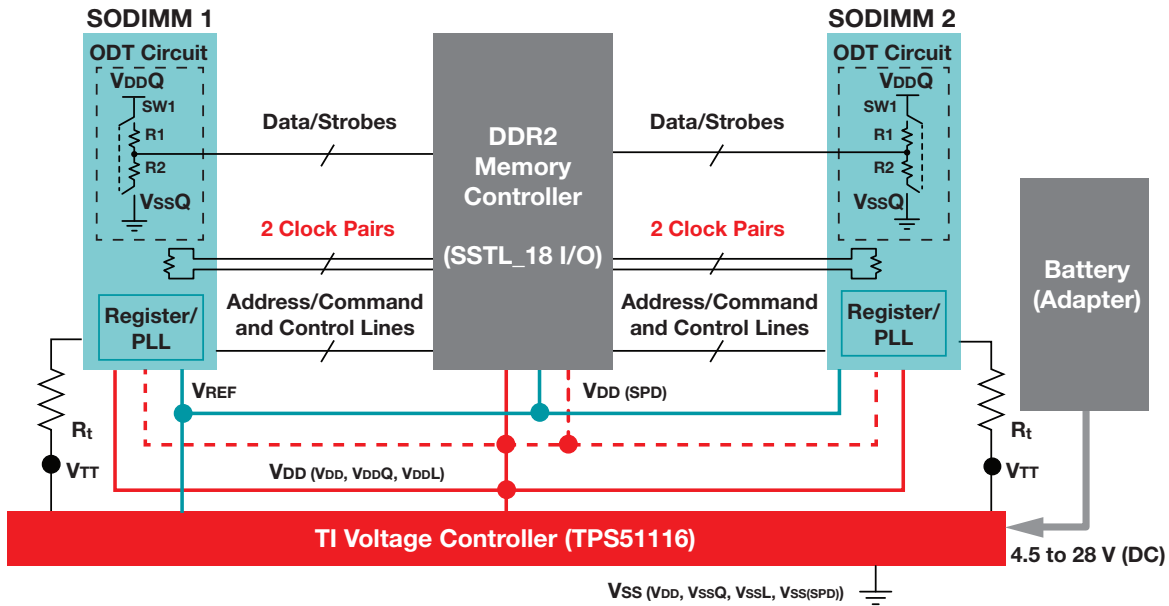 SODIMM 1
SODIMM 2
ODT Circuit
VDDQ
SW1
R1
R2
VSSQ
Register/
PLL
Data/Strobes
2 Clock Pairs
Address/Command
and Control Lines
DDR2
Memory
Controller
(SSTL_18 I/O)
Data/Strobes
2 Clock Pairs
Address/Command
and Control Lines
ODT Circuit
VDDQ
SW1
R1
R2
VSSQ
Register/
PLL
Battery
(Adapter)
VREF
VDD (SPD)
Rt
VTT
VDD (VDD, VDDQ, VDDL)
Rt
VTT
TI Voltage Controller (TPS51116)
4.5 to 28 V (DC)
VSS (VDD, VSSQ, VSSL, VSS(SPD))